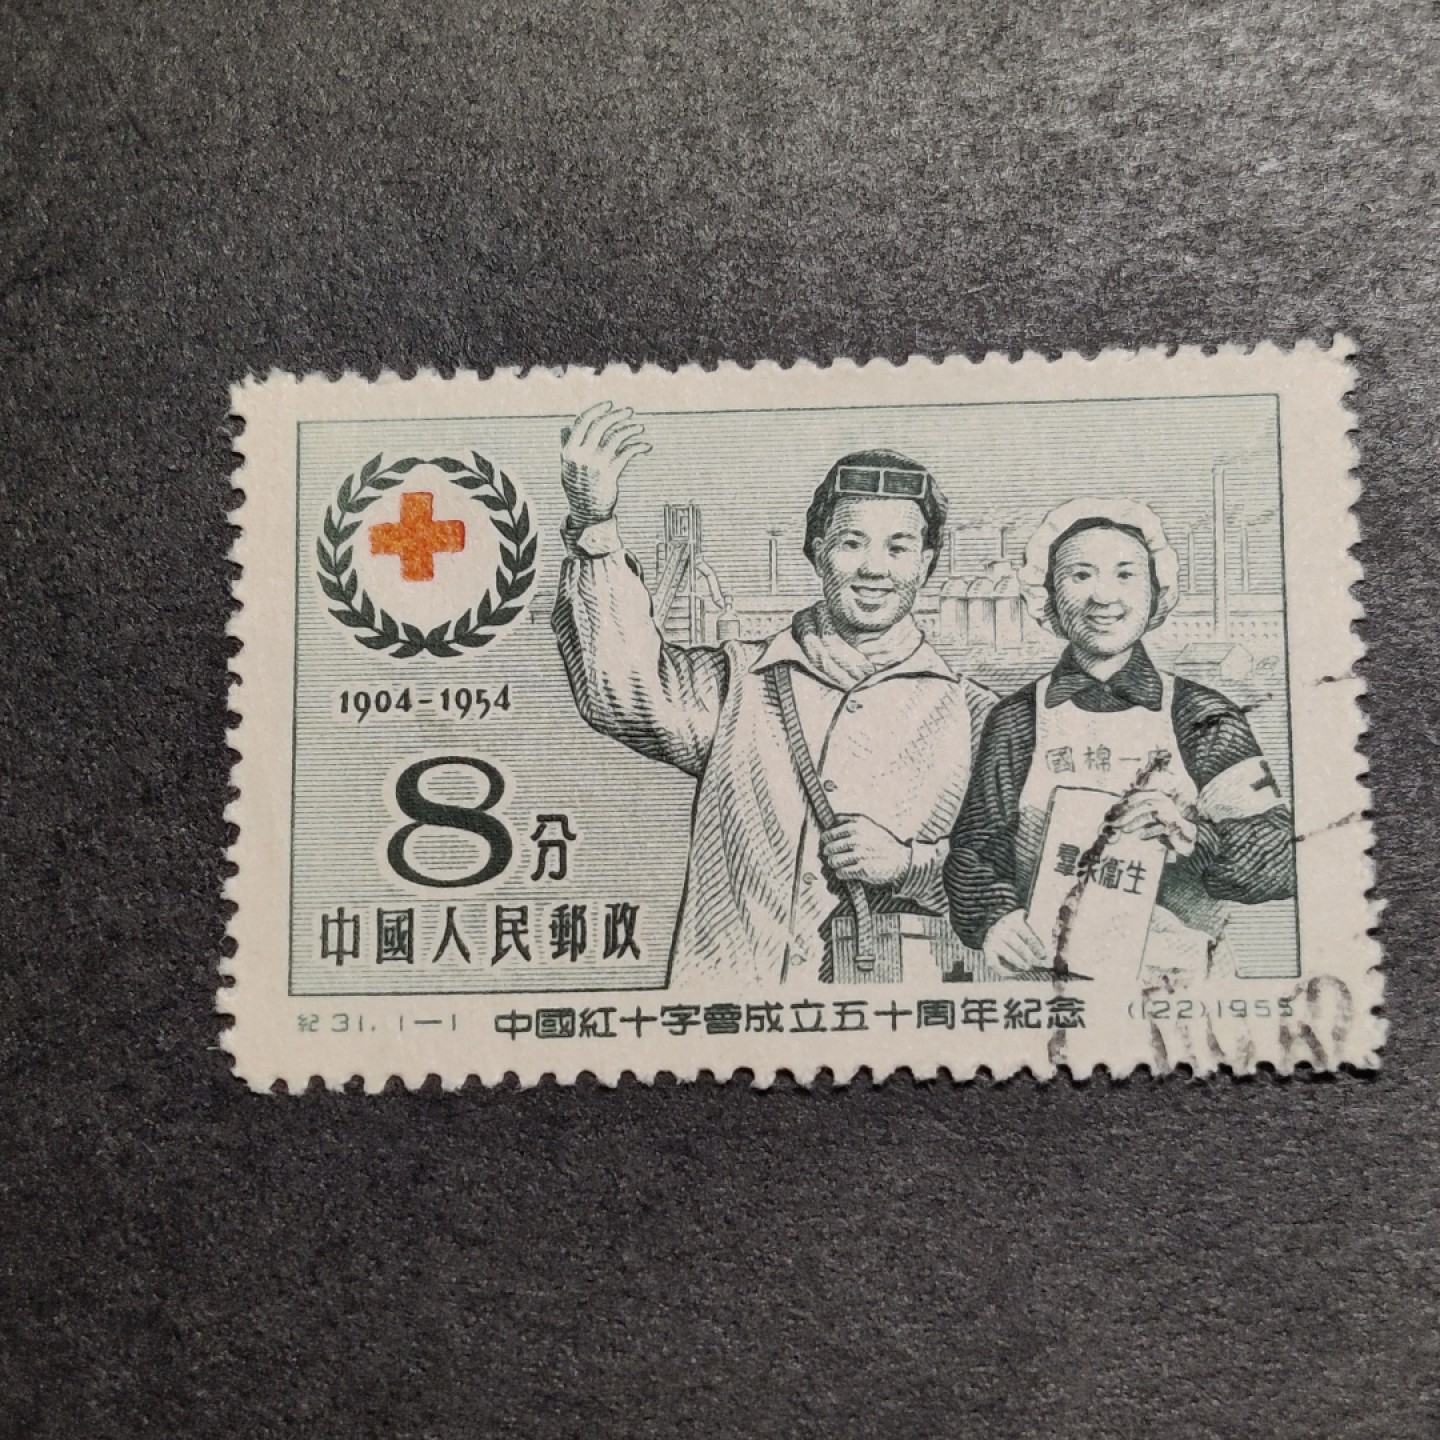 1904-1954
8分
中國人民郵政
國棉一廠
羣衆衛生
紀31.1—1 中國紅十字會成立五十周年紀念 (122)1955